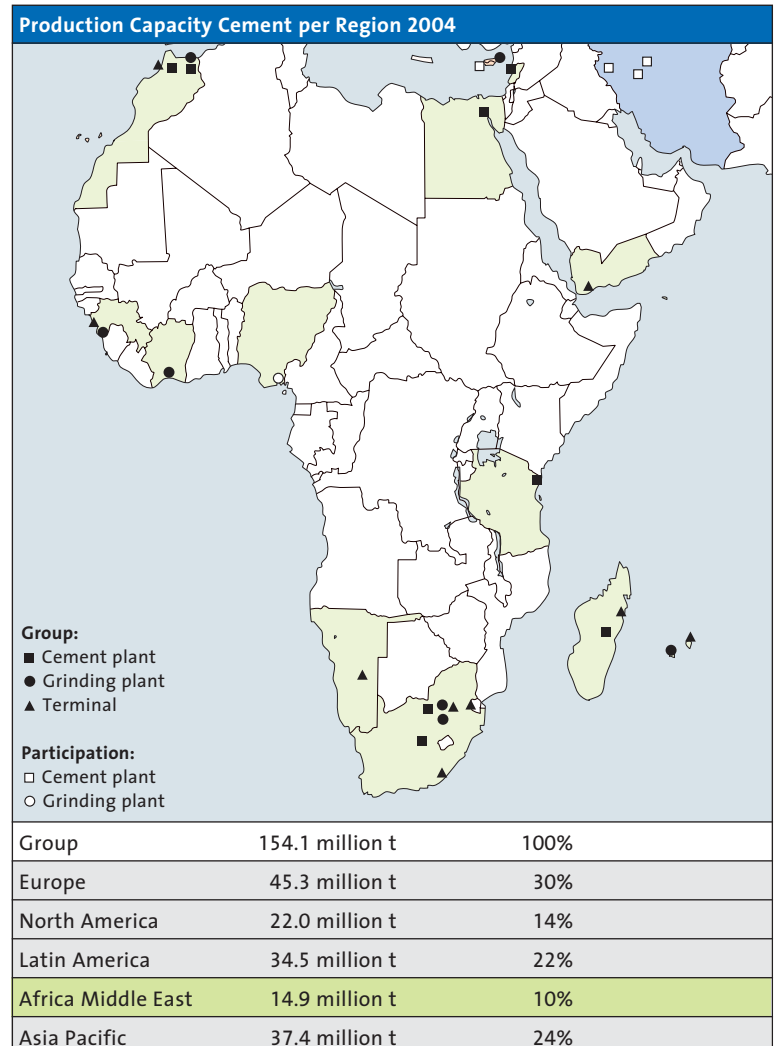 Production Capacity Cement per Region 2004
Group:
Cement plant
Grinding plant
Terminal
Participation:
Cement plant
Grinding plant
Group 154.1 million t 100%
Europe 45.3 million t 30%
North America 22.0 million t 14%
Latin America 34.5 million t 22%
Africa Middle East 14.9 million t 10%
Asia Pacific 37.4 million t 24%